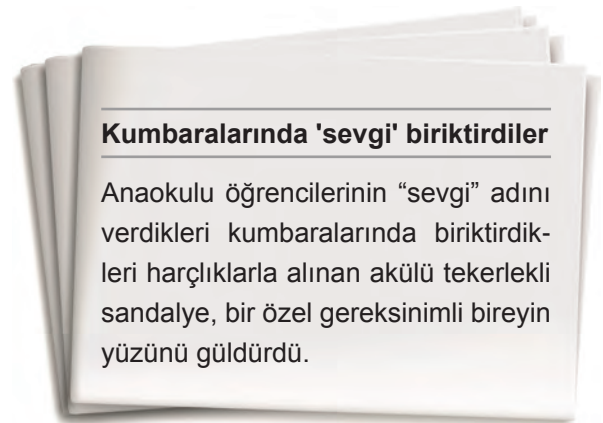 Kumbaralarında 'sevgi' biriktirdiler
Anaokulu öğrencilerinin “sevgi” adını
verdikleri kumbaralarında biriktirdik-
leri harçlıklarla alınan akülü tekerlekli
sandalye, bir özel gereksinimli bireyin
yüzünü güldürdü.